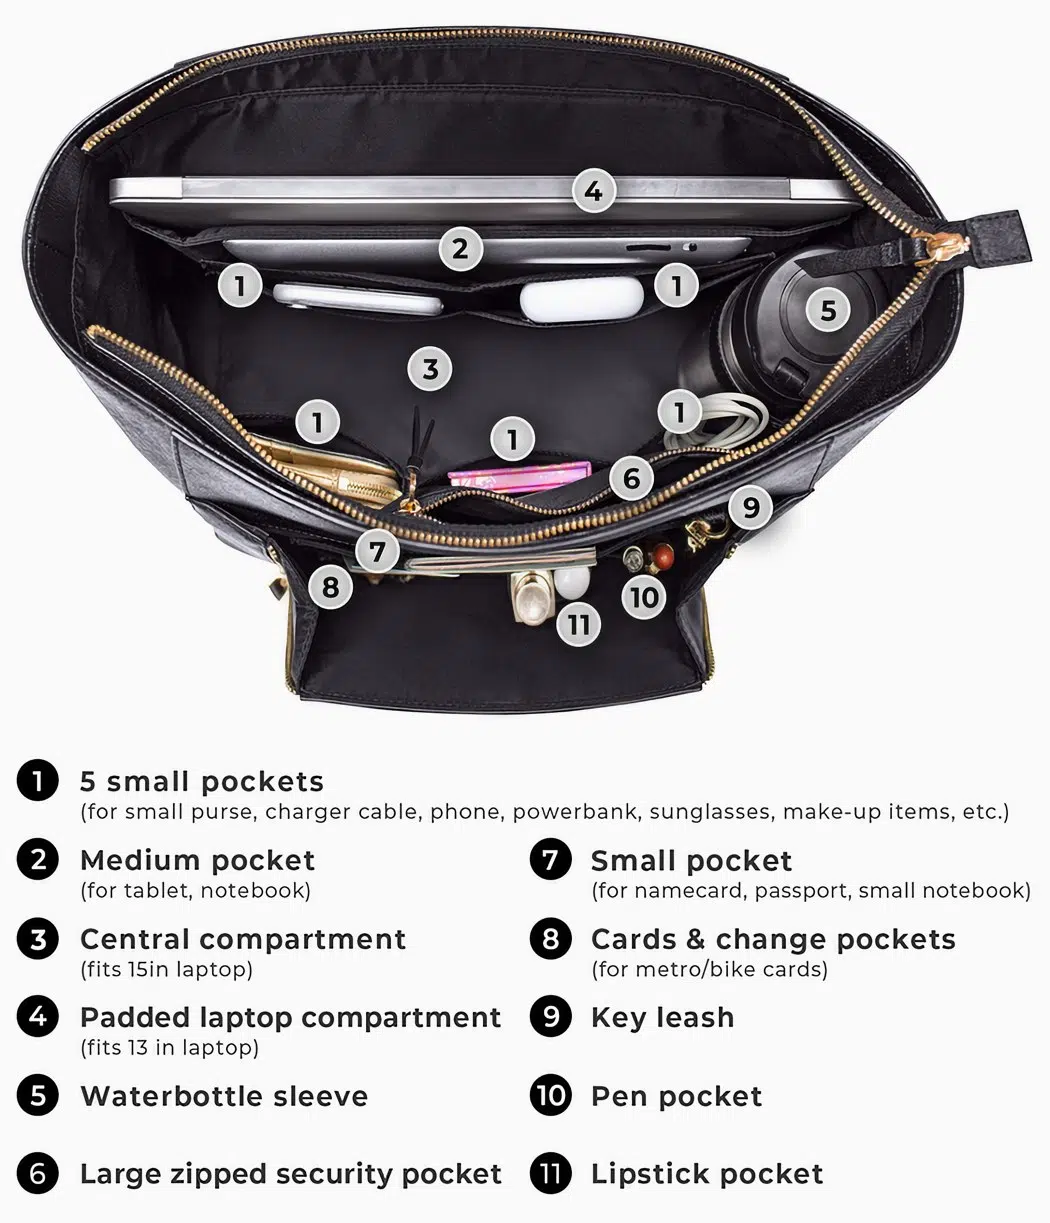 4
2
1
1
5
3
1
1
1
6
9
7
8
10
11
1 5 small pockets
(for small purse, charger cable, phone, powerbank, sunglasses, make-up items, etc.)
2 Medium pocket
(for tablet, notebook)
3 Central compartment
(fits 15in laptop)
4 Padded laptop compartment
(fits 13 in laptop)
5 Waterbottle sleeve
6 Large zipped security pocket
7 Small pocket
(for namecard, passport, small notebook)
8 Cards & change pockets
(for metro/bike cards)
9 Key leash
10 Pen pocket
11 Lipstick pocket